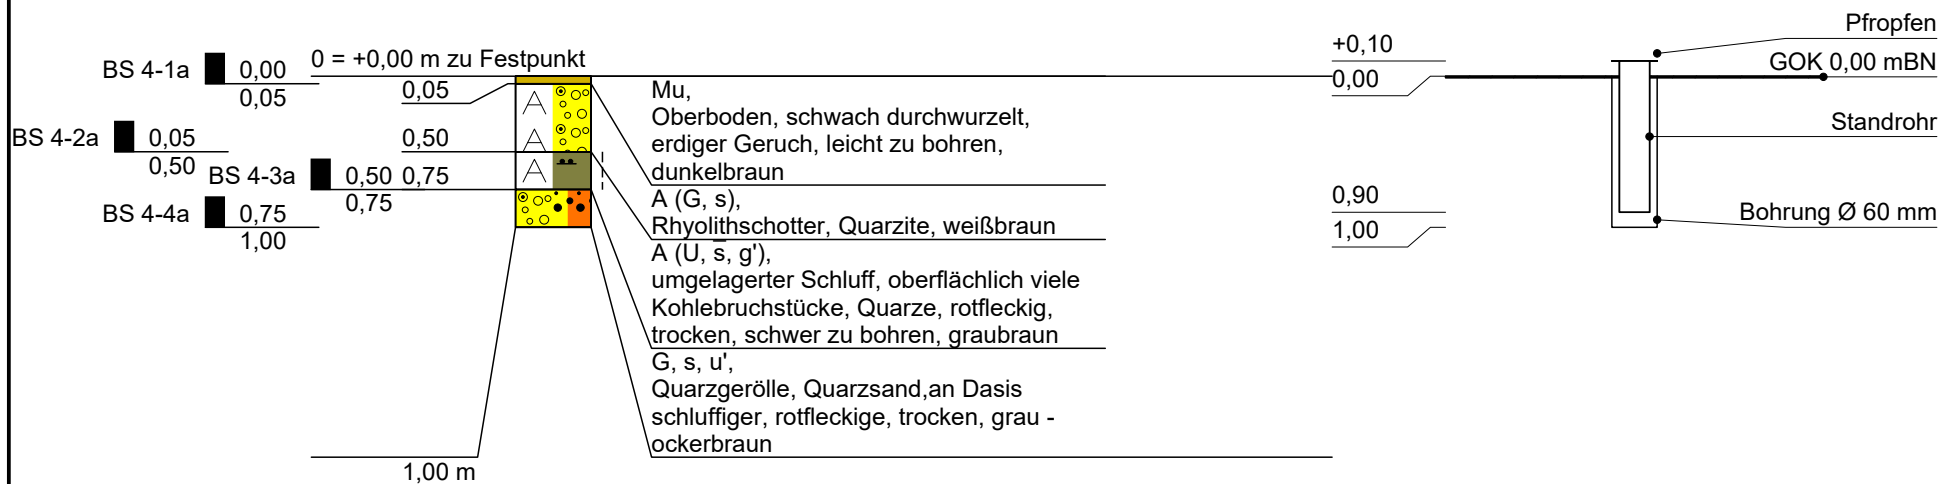 0 = +0,00 m zu Festpunkt
BS 4-1a 0,00
0,05
BS 4-2a 0,05
0,50
BS 4-3a 0,50
0,75
BS 4-4a 0,75
1,00
0,05
0,50
0,75
1,00 m
A
A
A
Mu,
Oberboden, schwach durchwurzelt,
erdiger Geruch, leicht zu bohren,
dunkelbraun
A (G, s),
Rhyolithschotter, Quarzite, weißbraun
A (U, s̅, g'),
umgelagerter Schluff, oberflächlich viele
Kohlebruchstücke, Quarze, rotfleckig,
trocken, schwer zu bohren, graubraun
G, s, u',
Quarzgerölle, Quarzsand,an Dasis
schluffiger, rotfleckige, trocken, grau -
ockerbraun
+0,10
0,00
0,90
1,00
Pfropfen
GOK 0,00 mBN
Standrohr
Bohrung Ø 60 mm